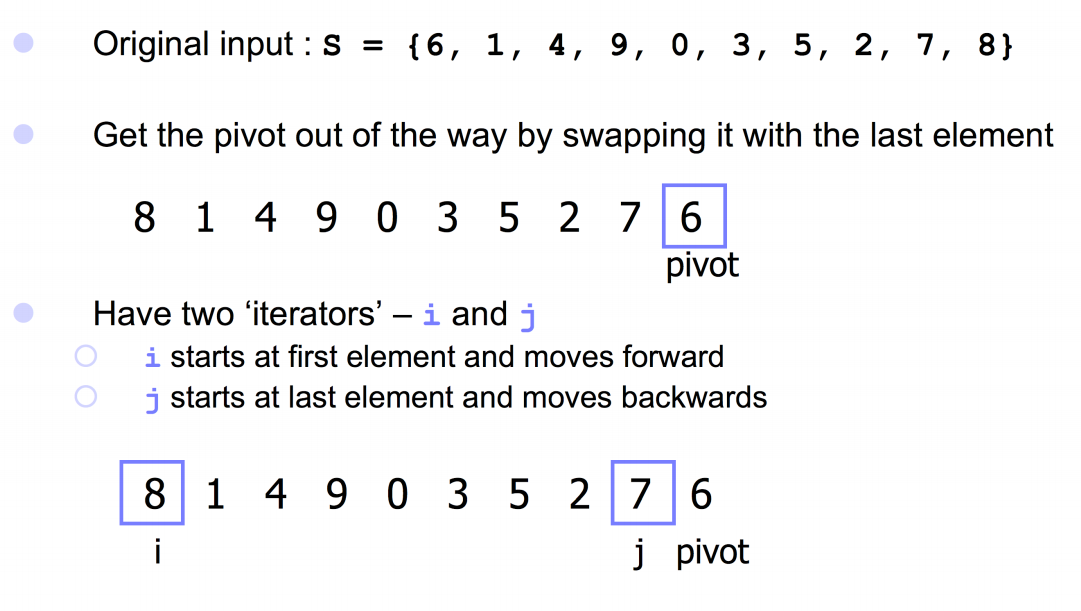 Original input : S = {6, 1, 4, 9, 0, 3, 5, 2, 7, 8}
Get the pivot out of the way by swapping it with the last element
8 1 4 9 0 3 5 2 7 6
pivot
Have two ‘iterators’ – i and j
i starts at first element and moves forward
j starts at last element and moves backwards
8 1 4 9 0 3 5 2 7 6
i j pivot